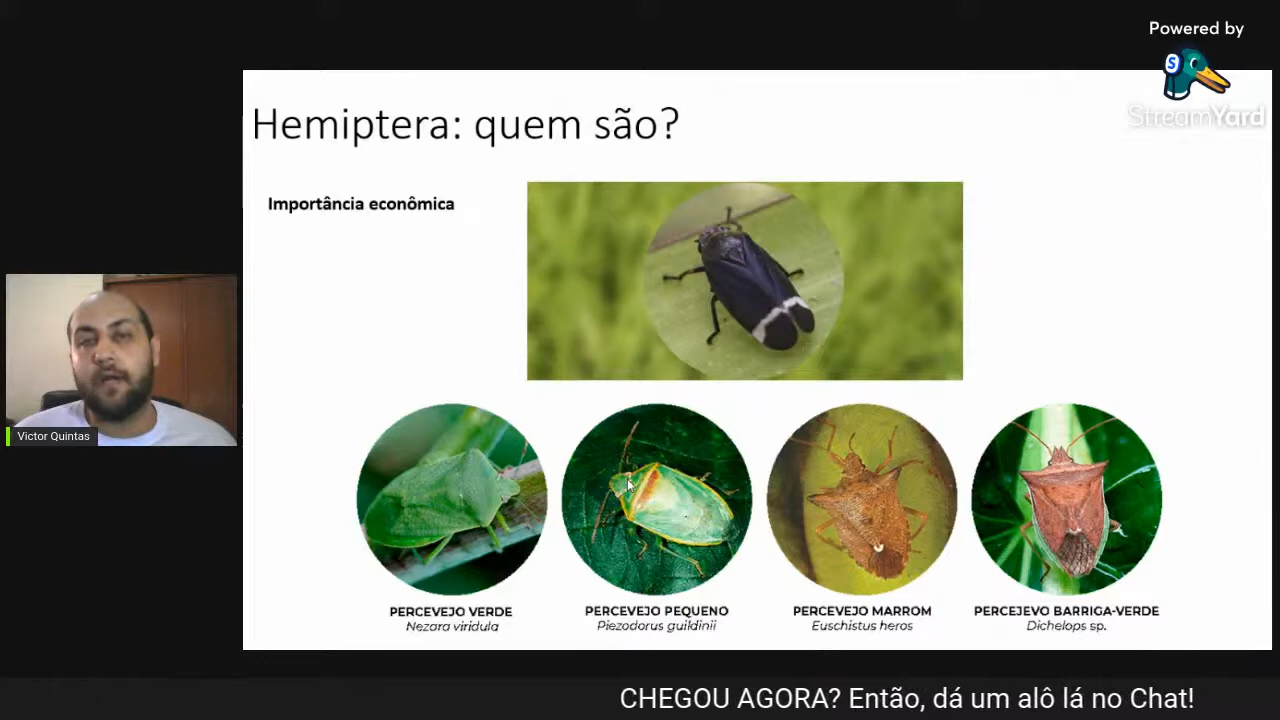 Powered by
S
StreamYard
Hemiptera: quem são?
Importância econômica
Victor Quintas
PERCEVEJO VERDE
Nezara viridula
PERCEVEJO PEQUENO
Piezodorus guildinii
PERCEVEJO MARROM
Euschistus heros
PERCEJEVO BARRIGA-VERDE
Dichelops sp.
CHEGOU AGORA? Então, dá um alô lá no Chat!